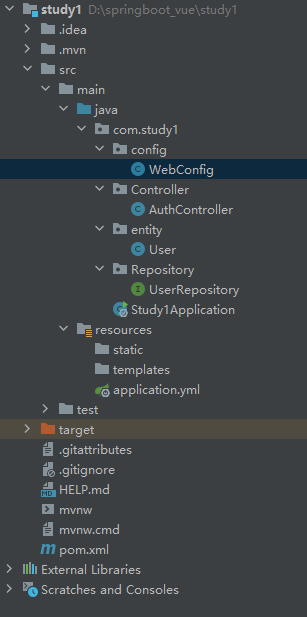 study1 D:\springboot_vue\study1
.idea
.mvn
src
main
java
com.study1
config
WebConfig
Controller
AuthController
entity
User
Repository
UserRepository
Study1Application
resources
static
templates
application.yml
test
target
.gitattributes
.gitignore
HELP.md
mvnw
mvnw.cmd
pom.xml
External Libraries
Scratches and Consoles